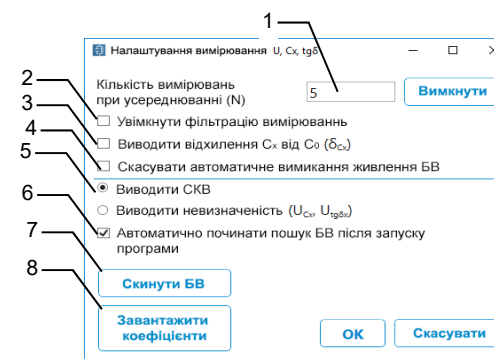 1
Налаштування вимірювання U, Cx, tgδ
2
Кількість вимірювань
при усередненні (N)
5
Вимкнути
3
Увімкнути фільтрацію вимірюваннь
4
Виводити відхилення Cx від C0 (δCx)
Скасувати автоматичне вимикання живлення БВ
5
Виводити СКВ
6
Виводити невизначеність (UCx, Utgδx)
7
Автоматично починати пошук БВ після запуску
програми
8
Скинути БВ
Завантажити
коефіцієнти
ОК
Скасувати